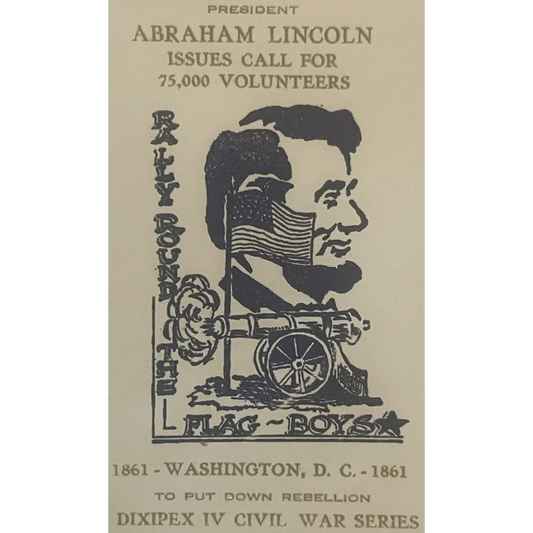 PRESIDENT
ABRAHAM LINCOLN
ISSUES CALL FOR
75,000 VOLUNTEERS
RALLY ROUND THE
FLAG - BOYS
1861 - WASHINGTON, D. C. - 1861
TO PUT DOWN REBELLION
DIXIPEX IV CIVIL WAR SERIES